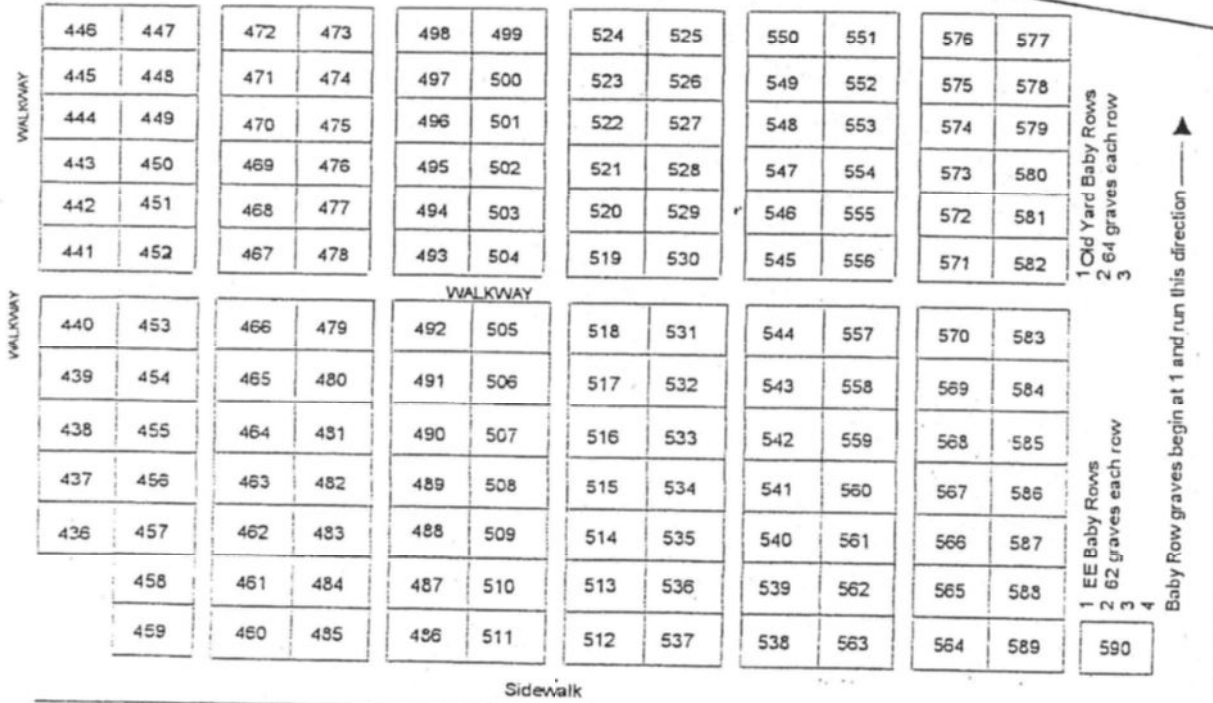 446 447 472 473 498 499 524 525 550 551 576 577
445 448 471 474 497 500 523 526 549 552 575 578
444 449 470 475 496 501 522 527 548 553 574 579
443 450 469 476 495 502 521 528 547 554 573 580
442 451 468 477 494 503 520 529 546 555 572 581
441 452 467 478 493 504 519 530 545 556 571 582
WALKWAY
WALKWAY
WALKWAY
440 453 466 479 492 505 518 531 544 557 570 583
439 454 465 480 491 506 517 532 543 558 569 584
438 455 464 481 490 507 516 533 542 559 568 585
437 456 463 482 489 508 515 534 541 560 567 586
436 457 462 483 488 509 514 535 540 561 566 587
458 461 484 487 510 513 536 539 562 565 588
459 460 485 486 511 512 537 538 563 564 589 590
Sidewalk
1 Old Yard Baby Rows
2 64 graves each row
3
1 EE Baby Rows
2 62 graves each row
3
4
Baby Row graves begin at 1 and run this direction